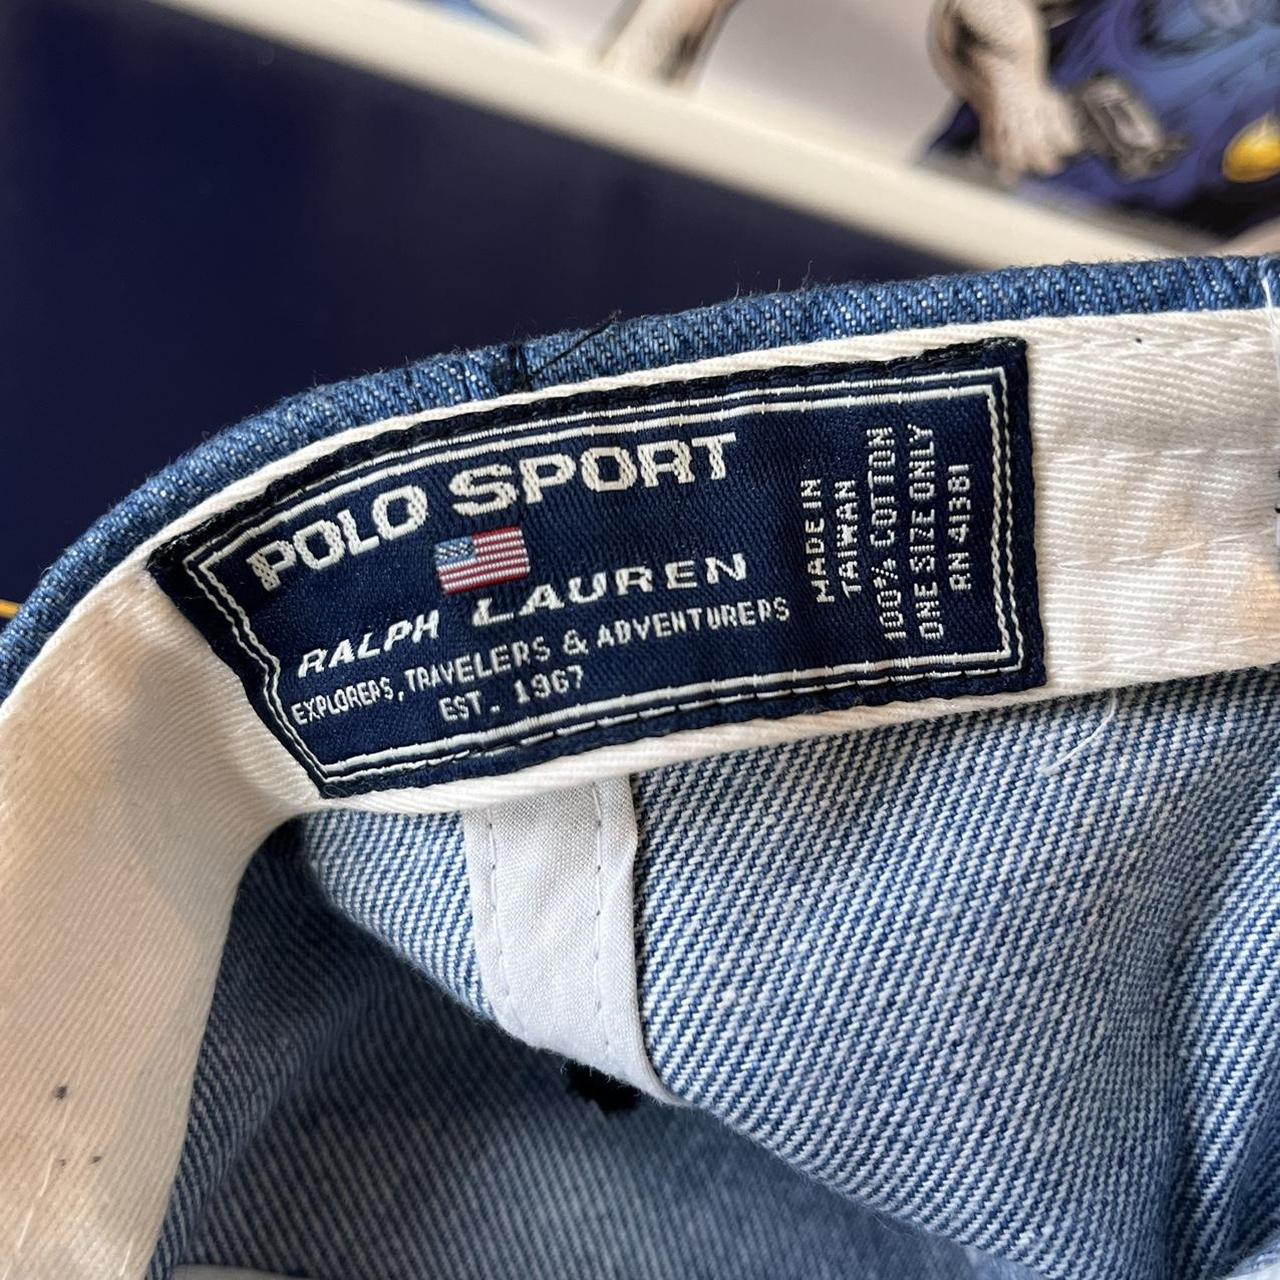 POLO SPORT
RALPH LAUREN
EXPLORERS, TRAVELERS & ADVENTURERS
EST. 1967
MADE IN
TAIWAN
100% COTTON
ONE SIZE ONLY
RN 41381